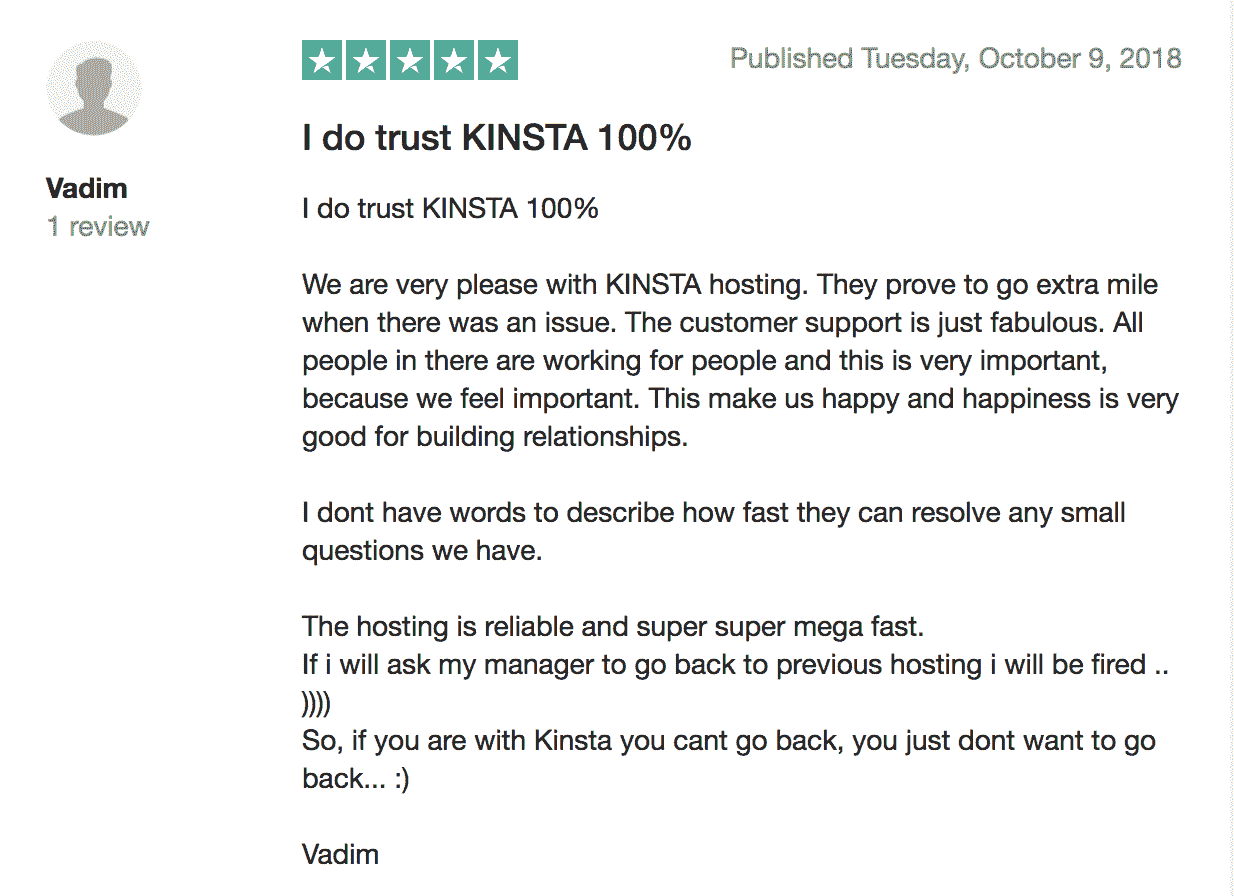 Published Tuesday, October 9, 2018
I do trust KINSTA 100%
Vadim
1 review
I do trust KINSTA 100%
We are very please with KINSTA hosting. They prove to go extra mile
when there was an issue. The customer support is just fabulous. All
people in there are working for people and this is very important,
because we feel important. This make us happy and happiness is very
good for building relationships.
I dont have words to describe how fast they can resolve any small
questions we have.
The hosting is reliable and super super mega fast.
If i will ask my manager to go back to previous hosting i will be fired ..
))))
So, if you are with Kinsta you cant go back, you just dont want to go
back... :)
Vadim